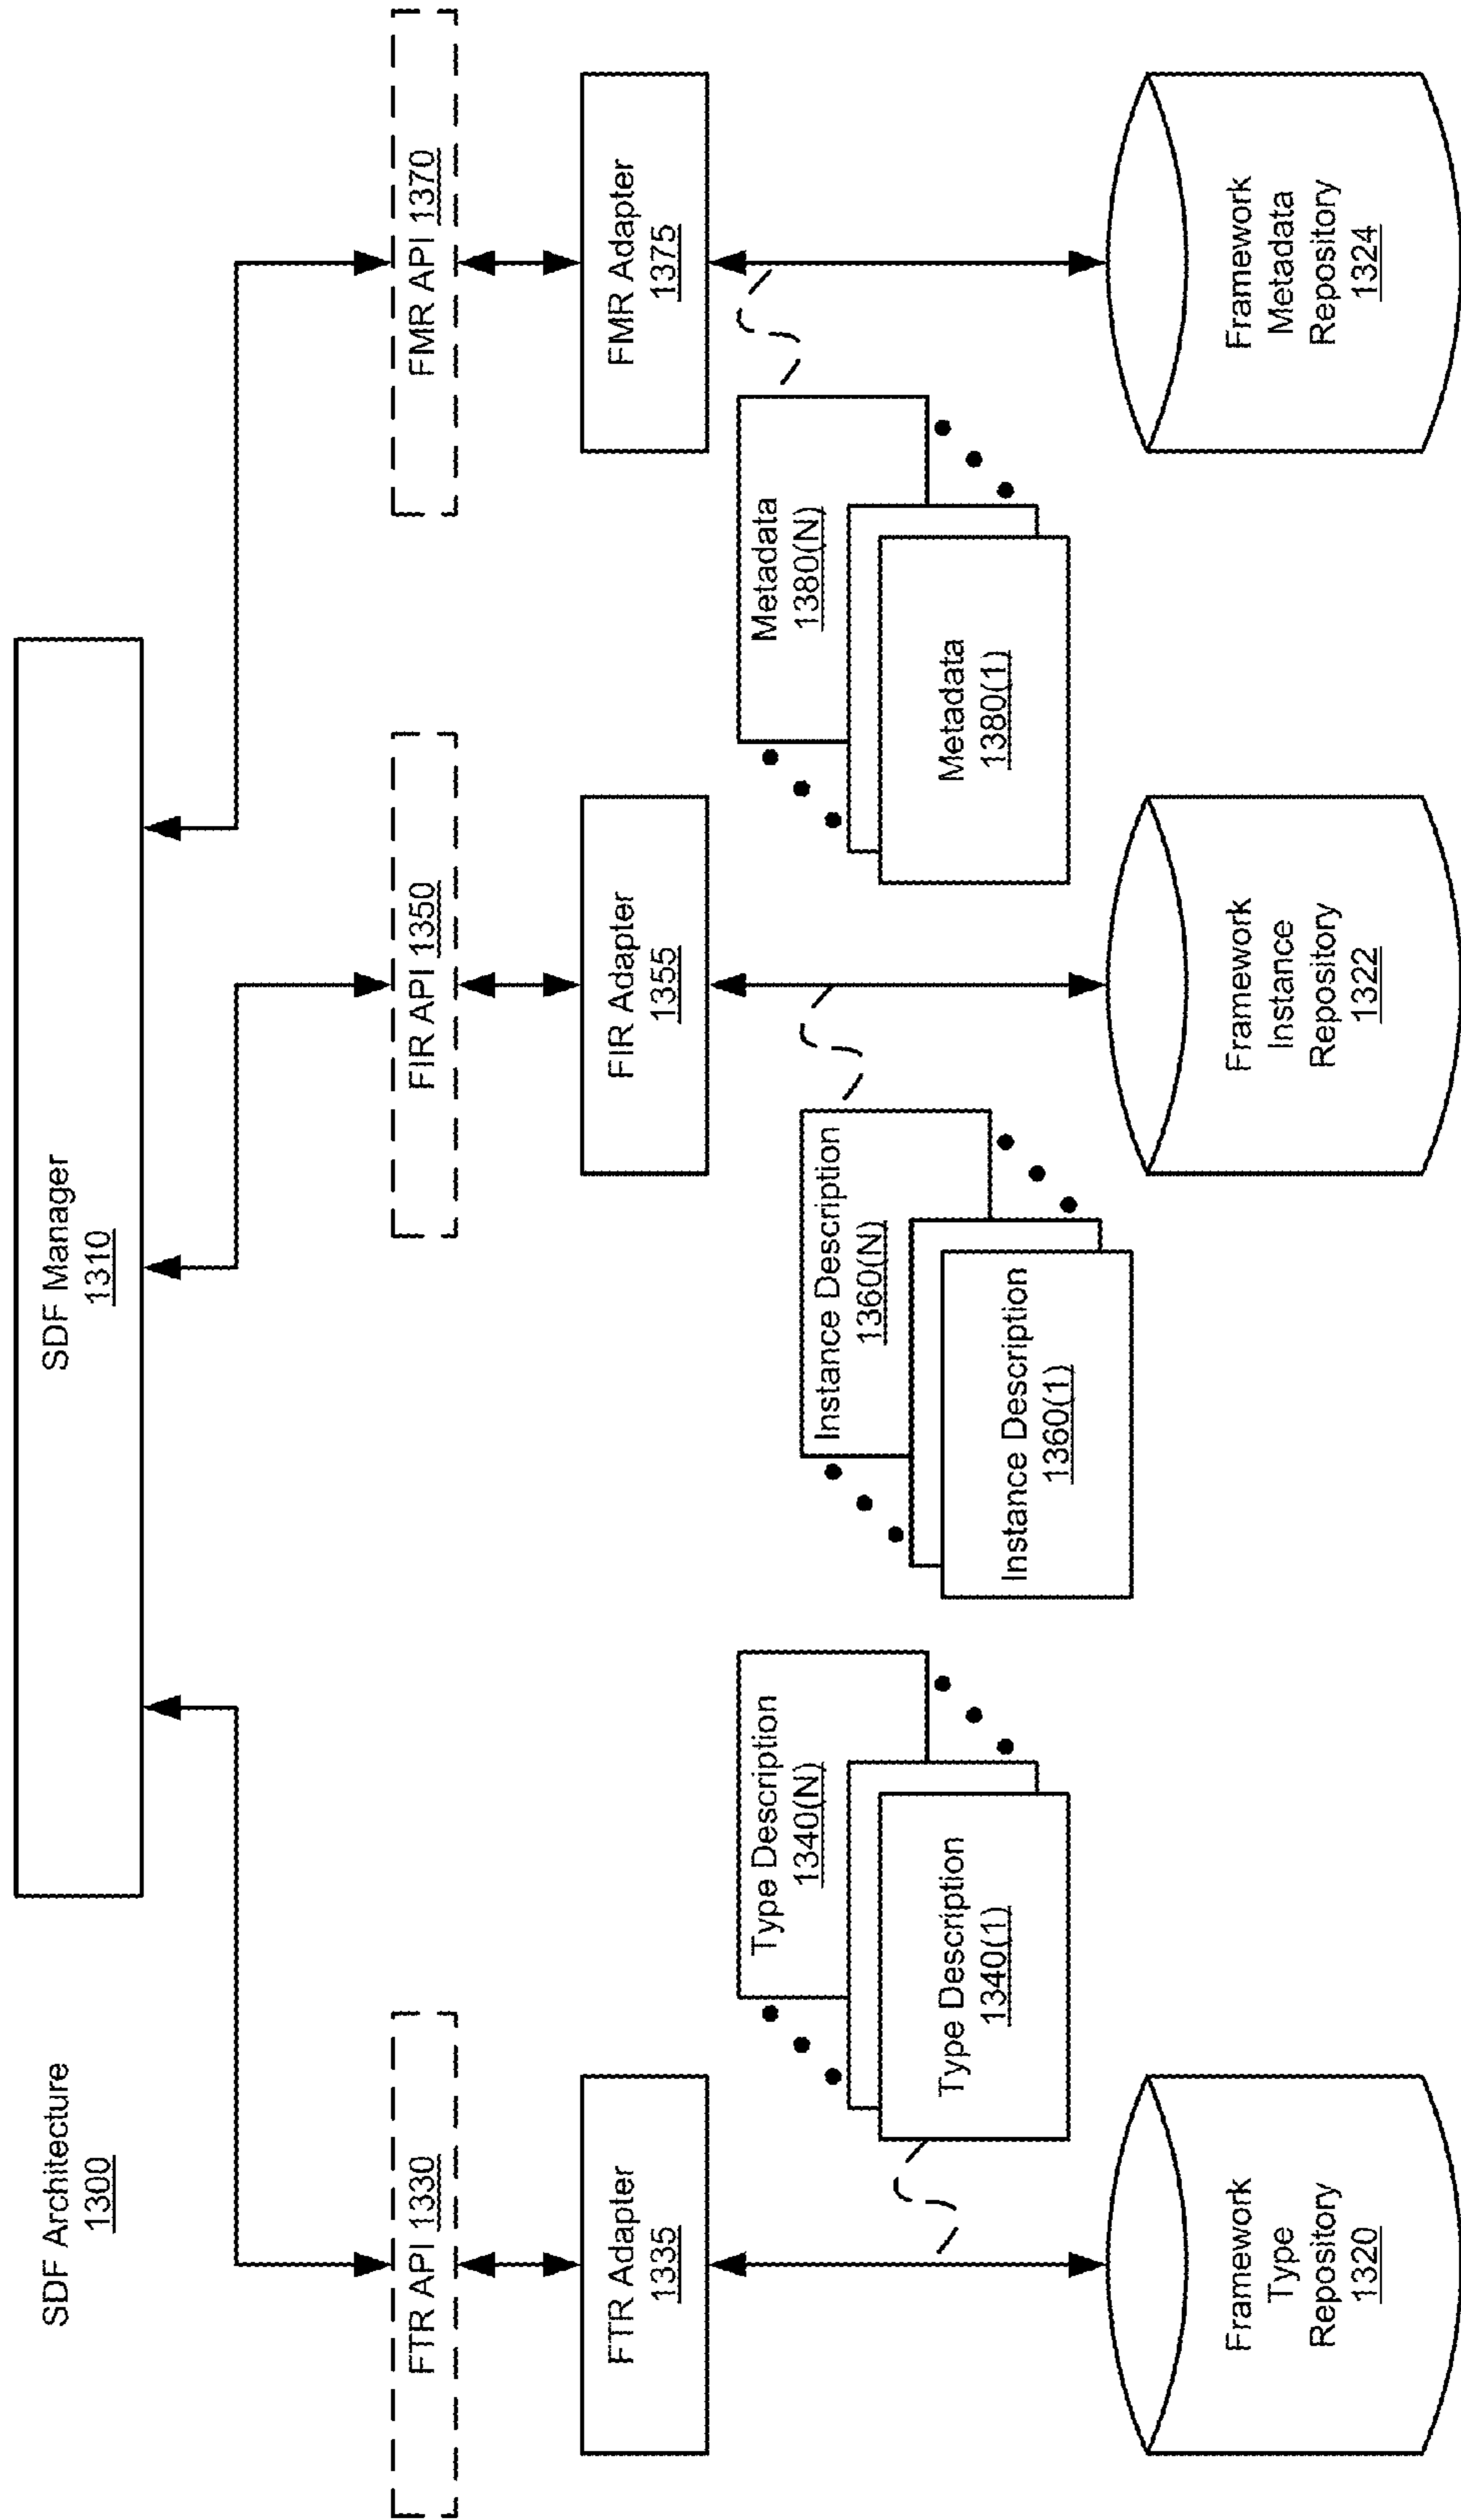 SDF Architecture
1300
SDF Manager
1310
FTR API 1330
FIR API 1350
FMR API 1370
FTR Adapter
1335
FIR Adapter
1355
FMR Adapter
1375
Type Description
1340(N)
Type Description
1340(1)
Instance Description
1360(N)
Instance Description
1360(1)
Metadata
1380(N)
Metadata
1380(1)
Framework
Type
Repository
1320
Framework
Instance
Repository
1322
Framework
Metadata
Repository
1324